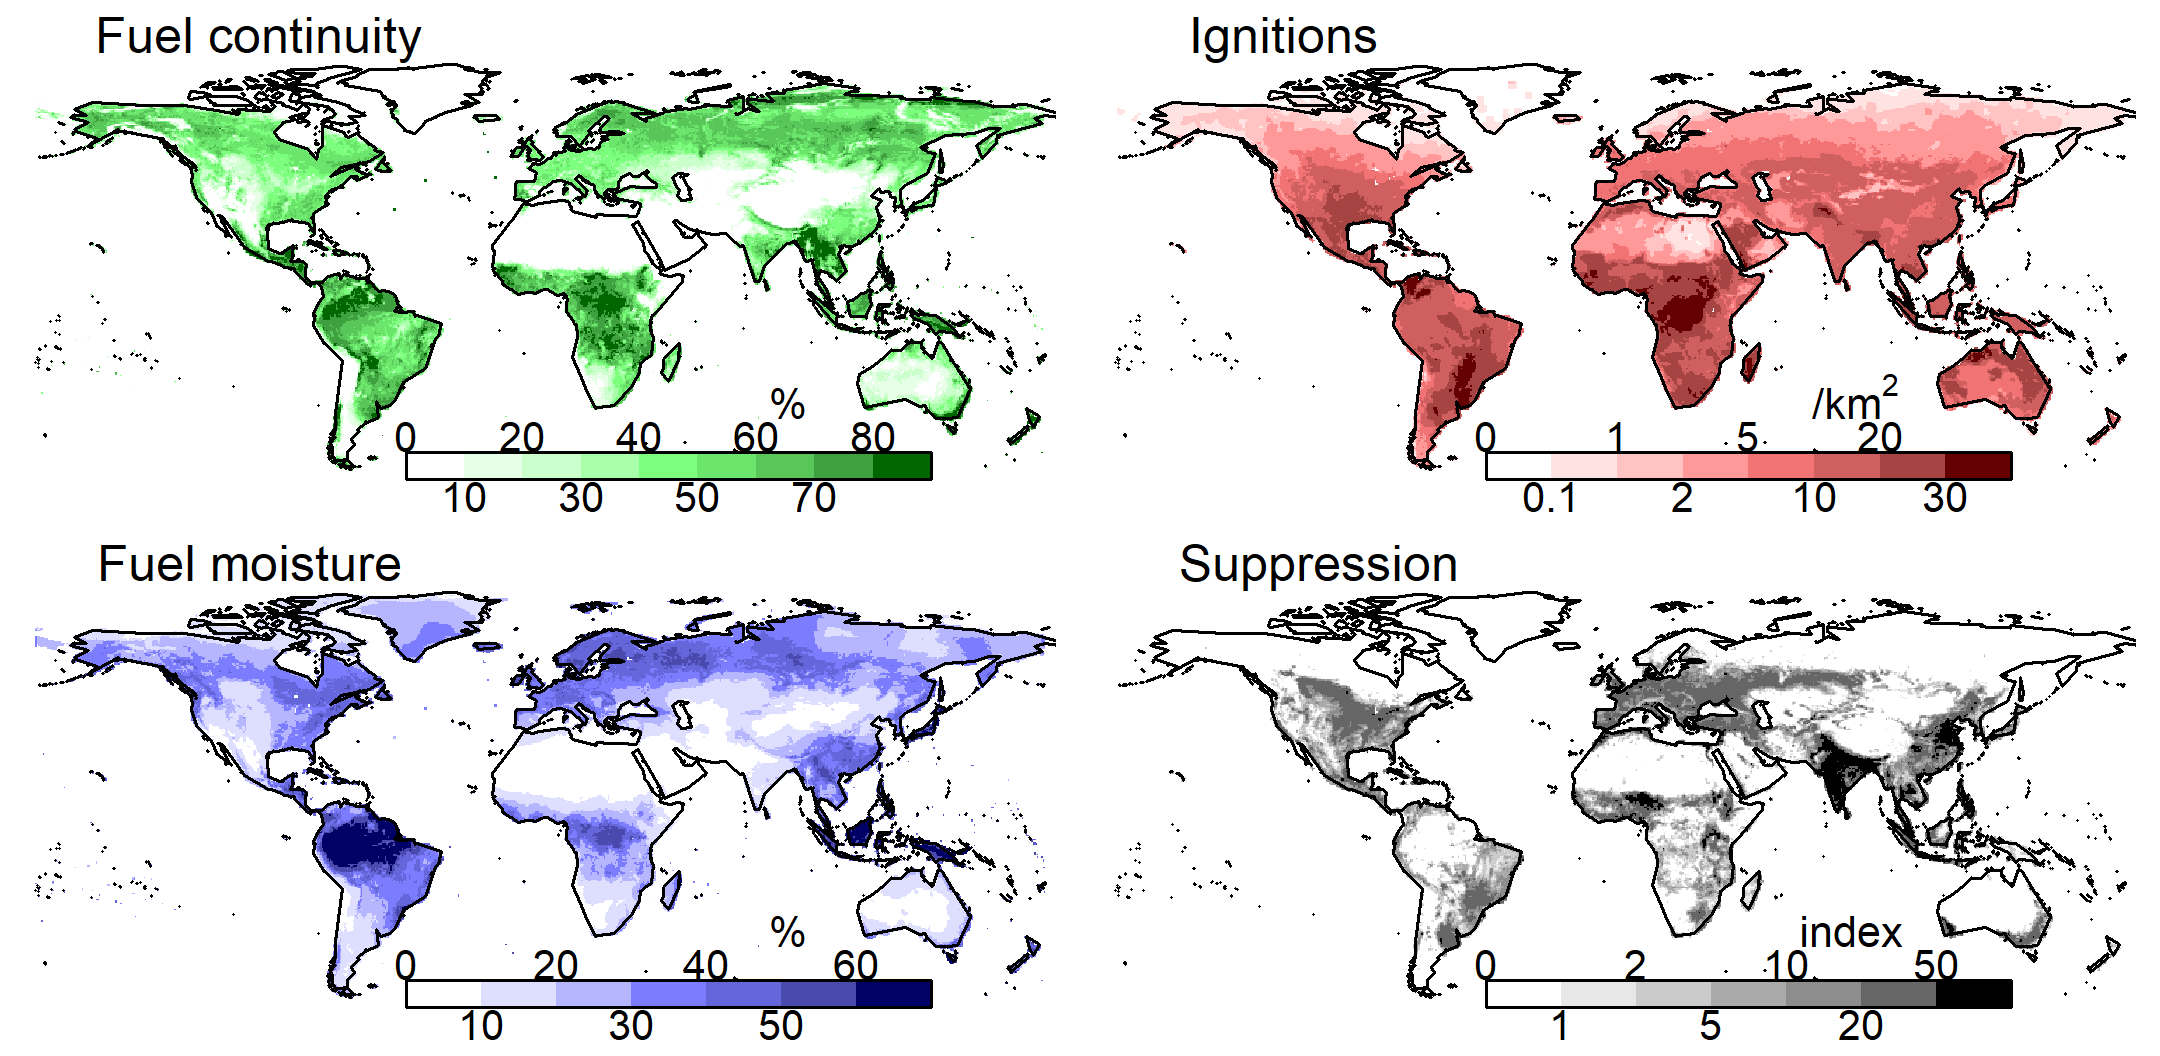 Fuel continuity
%
0 20 40 60 80
10 30 50 70
Ignitions
/km²
0 1 5 20
0.1 2 10 30
Fuel moisture
%
0 20 40 60
10 30 50
Suppression
index
0 2 10 50
1 5 20